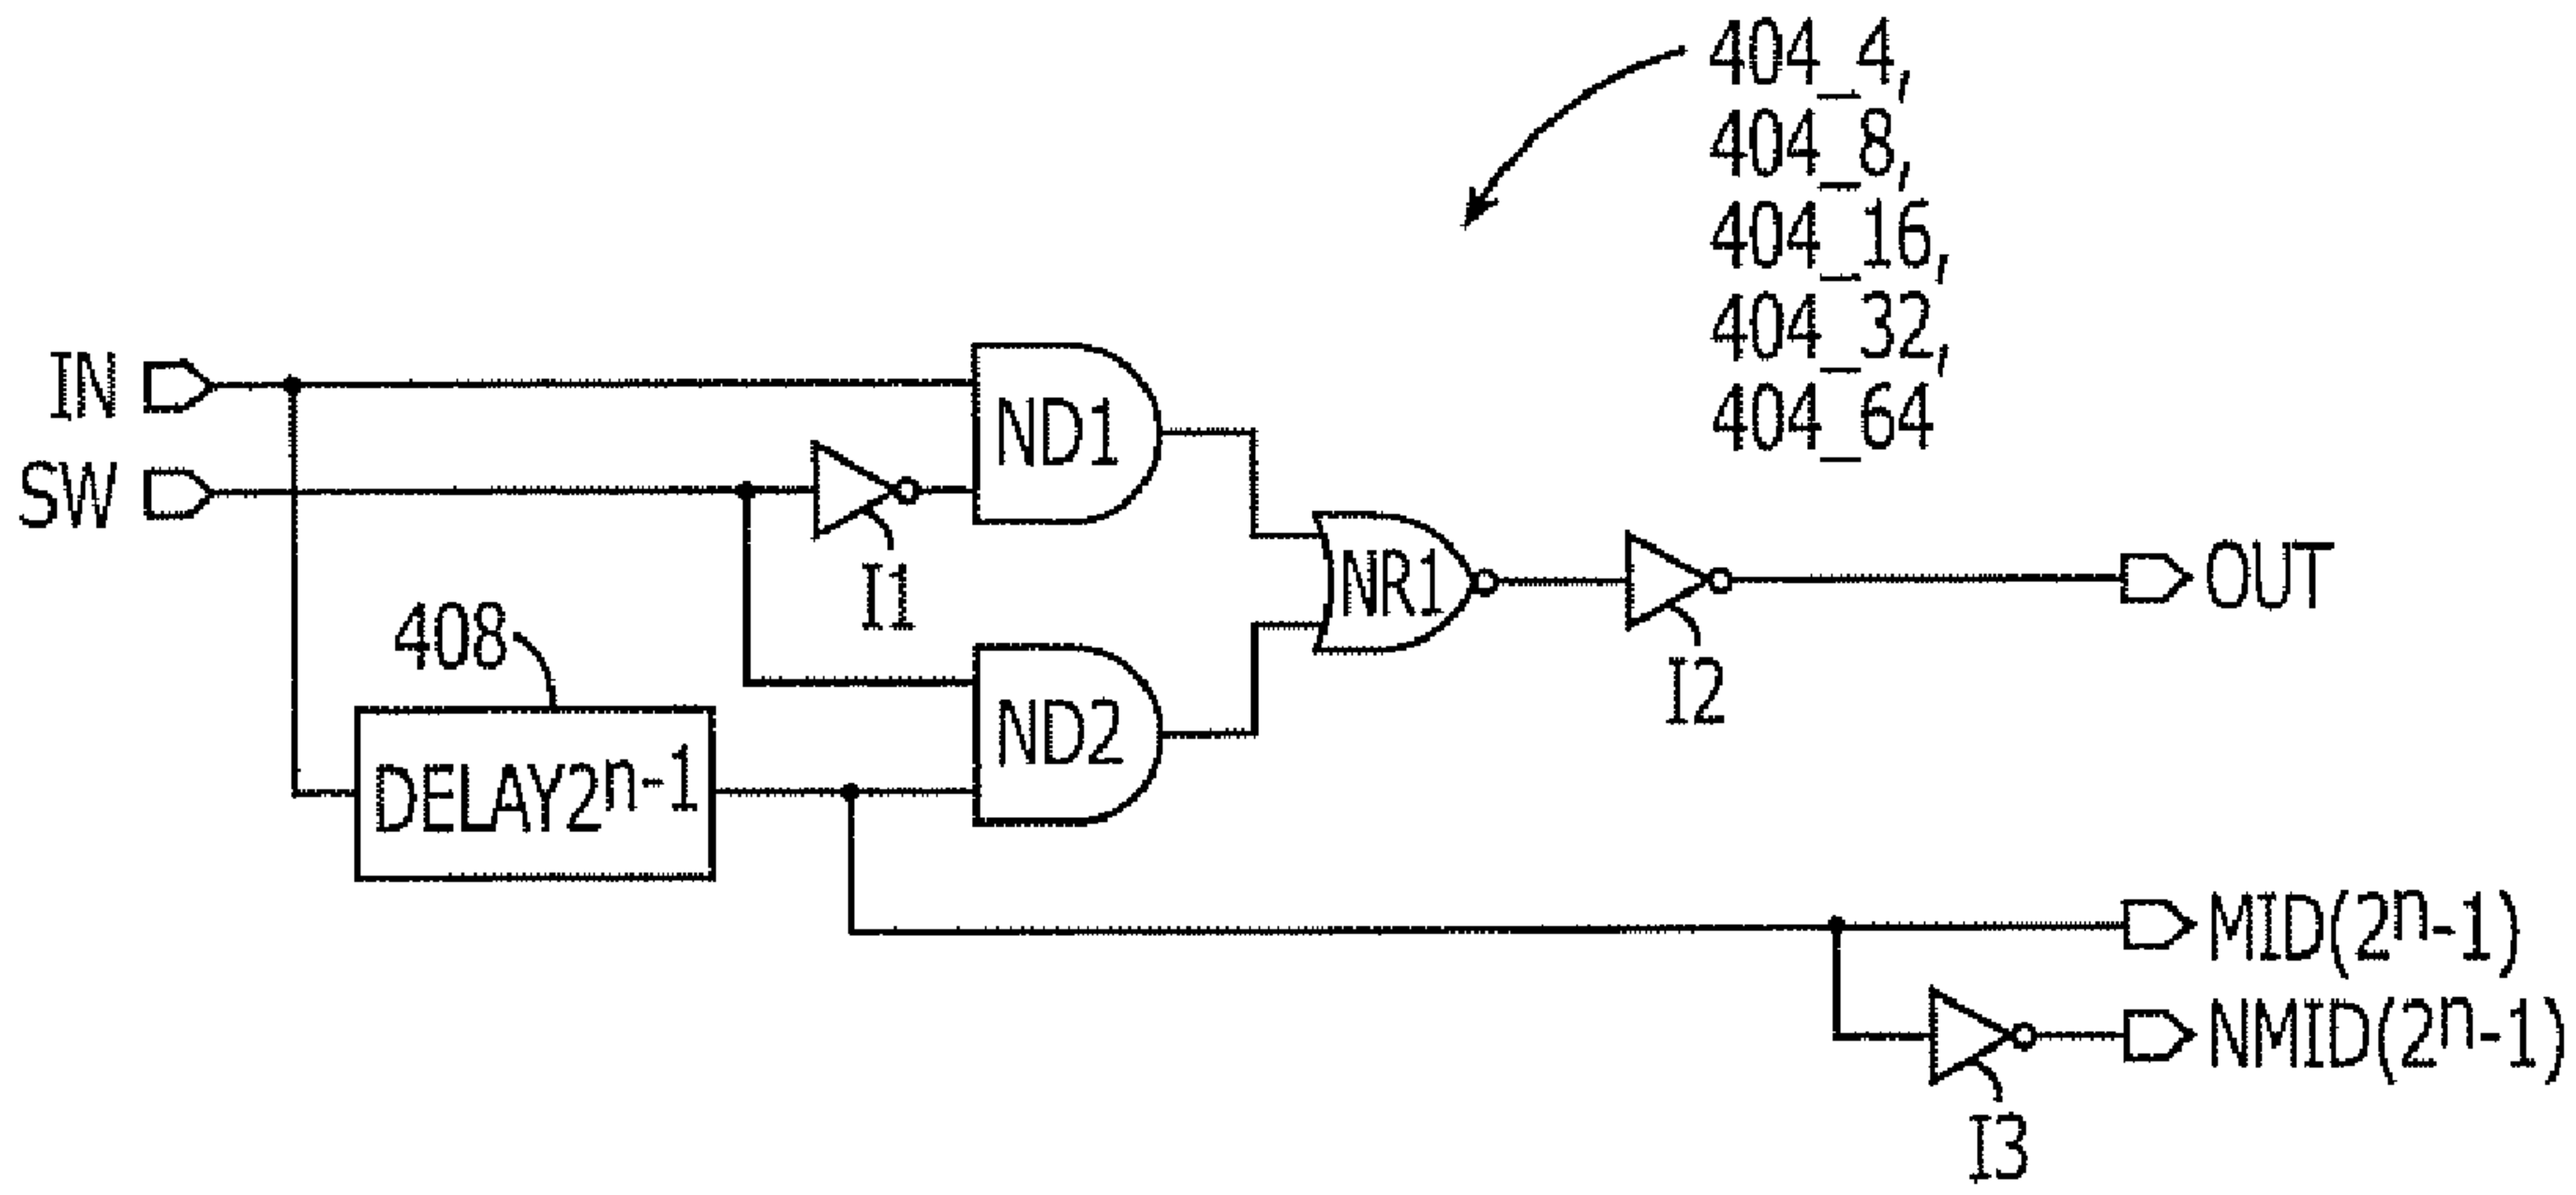 404_4,
404_8,
404_16,
404_32,
404_64
IN
SW
ND1
I1
NR1
OUT
I2
408
ND2
DELAY2ⁿ⁻¹
MID(2ⁿ-1)
NMID(2ⁿ-1)
I3